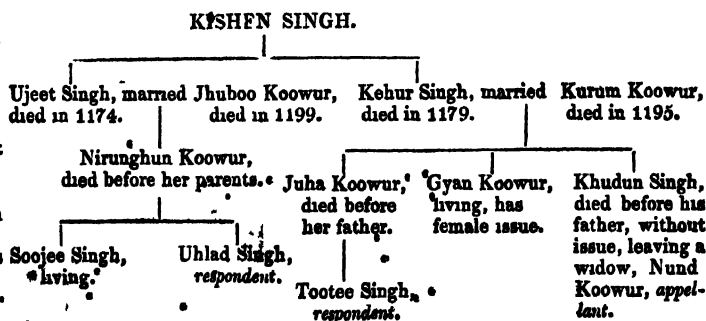 KISHEN SINGH.
Ujeet Singh, married Jhuboo Koowur, Kehur Singh, married Kurum Koowur,
died in 1174. died in 1199. died in 1179. died in 1195.
Nirunghun Koowur,
died before her parents.
Juha Koowur,
died before
her father.
Gyan Koowur,
living, has
female issue.
Khudun Singh,
died before his
father, without
issue, leaving a
widow, Nund
Koowur, appel-
lant.
Soojee Singh,
living.
Uhlad Singh,
respondent.
Tootee Singh,
respondent.